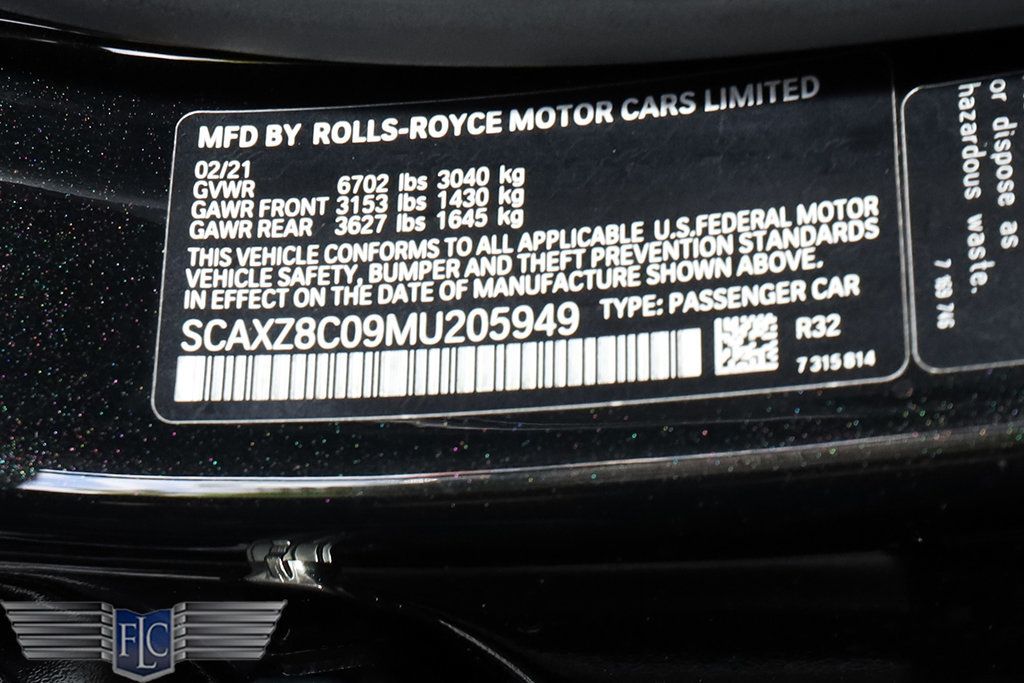 MFD BY ROLLS-ROYCE MOTOR CARS LIMITED
02/21
GVWR 6702 lbs 3040 kg
GAWR FRONT 3153 lbs 1430 kg
GAWR REAR 3627 lbs 1645 kg
THIS VEHICLE CONFORMS TO ALL APPLICABLE U.S.FEDERAL MOTOR
VEHICLE SAFETY, BUMPER AND THEFT PREVENTION STANDARDS
IN EFFECT ON THE DATE OF MANUFACTURE SHOWN ABOVE.
SCAXZ8C09MU205949 TYPE: PASSENGER CAR
R32
7315814
or dispose as
hazardous waste.
FLC